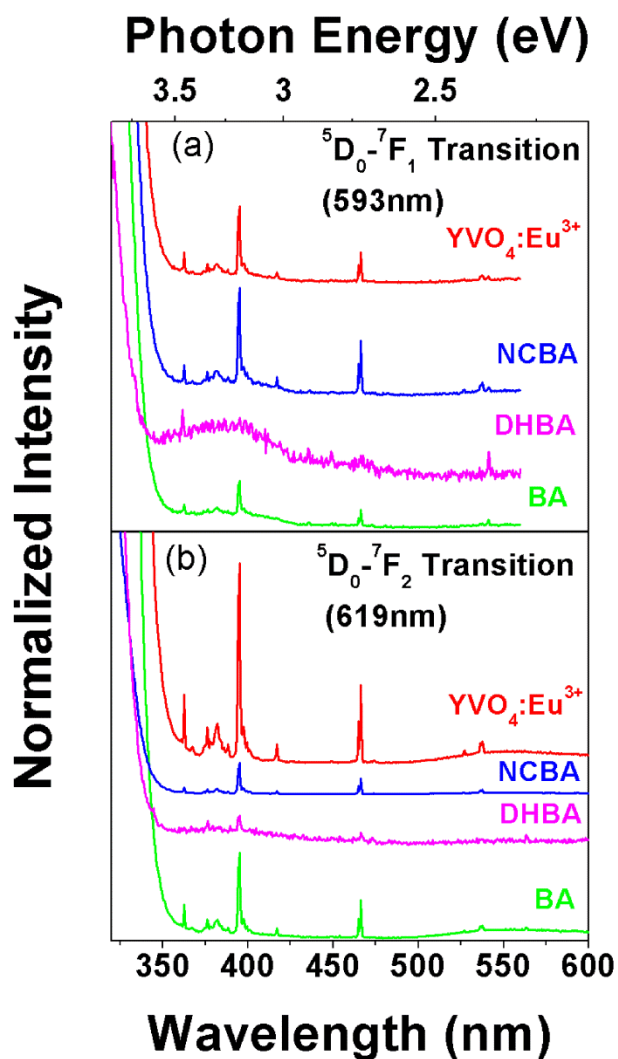 Photon Energy (eV)
3.5 3 2.5
(a) ⁵D₀-⁷F₁ Transition
(593nm)
YVO₄:Eu³⁺
NCBA
DHBA
BA
(b) ⁵D₀-⁷F₂ Transition
(619nm)
YVO₄:Eu³⁺
NCBA
DHBA
BA
Normalized Intensity
350 400 450 500 550 600
Wavelength (nm)